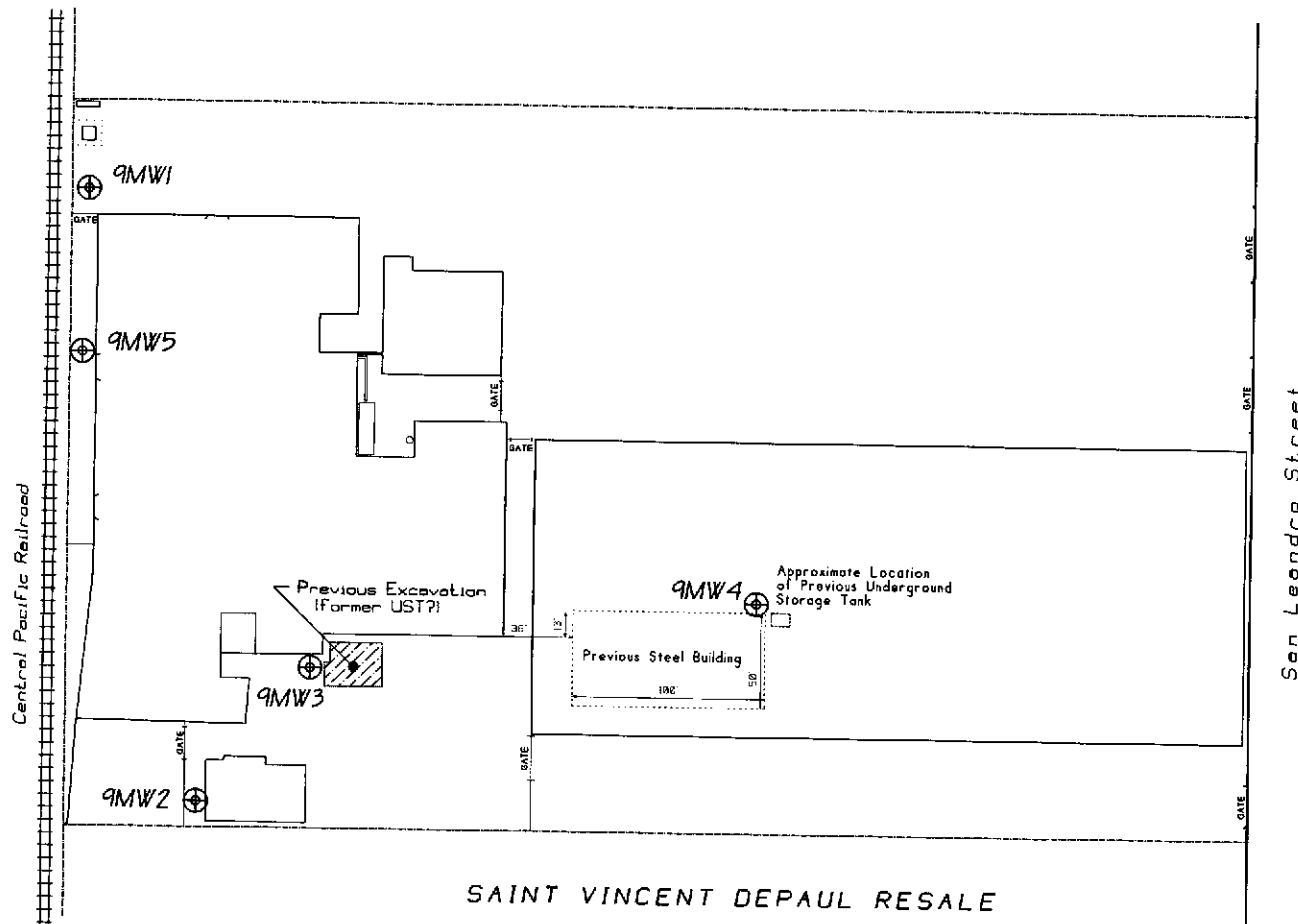 9MW1
GATE
GATE
9MW5
GATE
GATE
GATE
San Leandro Street
Central Pacific Railroad
Previous Excavation
(Former UST?)
9MW4
Approximate Location
of Previous Underground
Storage Tank
36'
13'
Previous Steel Building
50'
100'
9MW3
GATE
GATE
GATE
9MW2
SAINT VINCENT DEPAUL RESALE